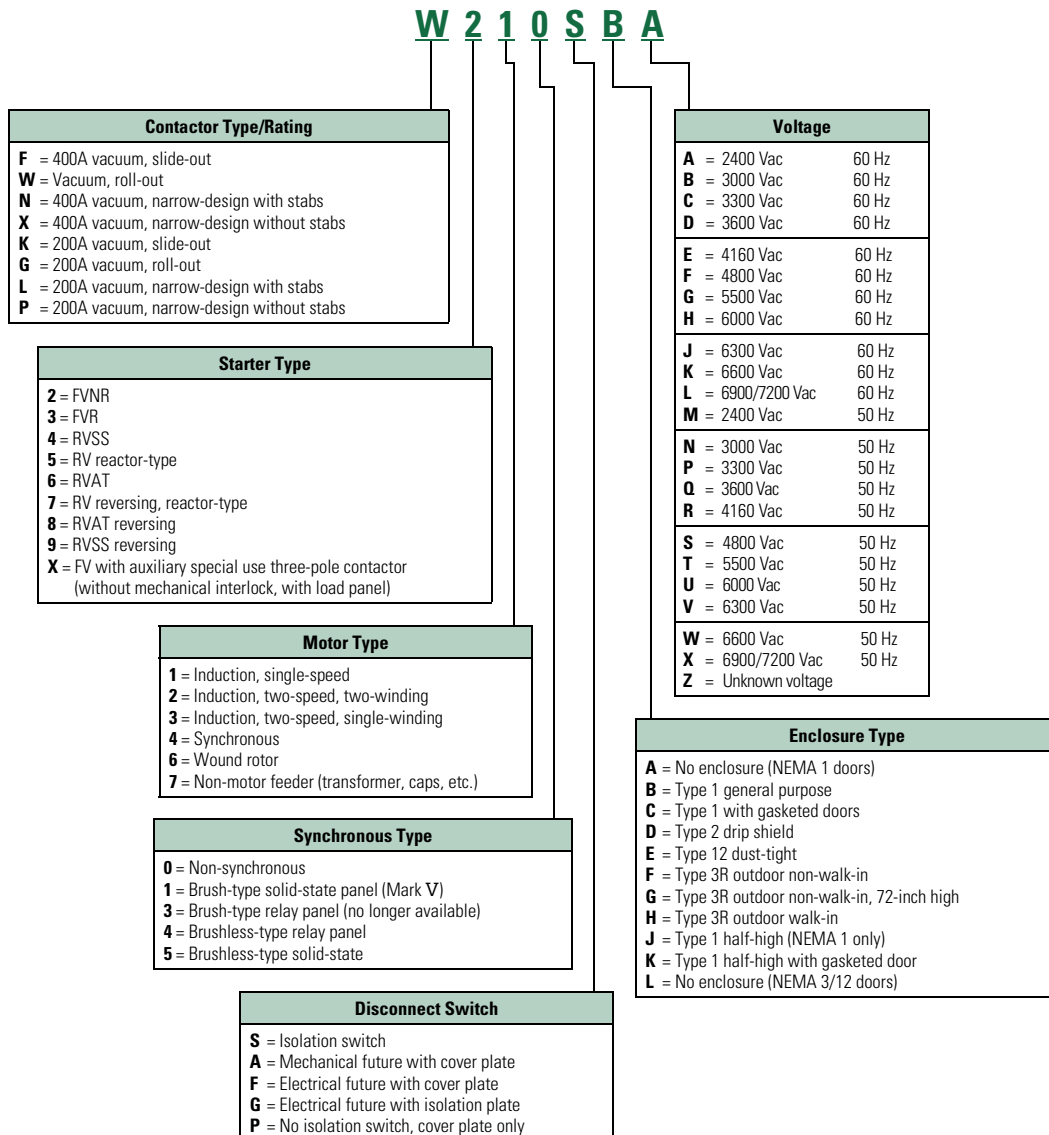 W 2 1 0 S B A
Contactor Type/Rating
F = 400A vacuum, slide-out
W = Vacuum, roll-out
N = 400A vacuum, narrow-design with stabs
X = 400A vacuum, narrow-design without stabs
K = 200A vacuum, slide-out
G = 200A vacuum, roll-out
L = 200A vacuum, narrow-design with stabs
P = 200A vacuum, narrow-design without stabs
Starter Type
2 = FVNR
3 = FVR
4 = RVSS
5 = RV reactor-type
6 = RVAT
7 = RV reversing, reactor-type
8 = RVAT reversing
9 = RVSS reversing
X = FV with auxiliary special use three-pole contactor
(without mechanical interlock, with load panel)
Motor Type
1 = Induction, single-speed
2 = Induction, two-speed, two-winding
3 = Induction, two-speed, single-winding
4 = Synchronous
6 = Wound rotor
7 = Non-motor feeder (transformer, caps, etc.)
Synchronous Type
0 = Non-synchronous
1 = Brush-type solid-state panel (Mark V)
3 = Brush-type relay panel (no longer available)
4 = Brushless-type relay panel
5 = Brushless-type solid-state
Disconnect Switch
S = Isolation switch
A = Mechanical future with cover plate
F = Electrical future with cover plate
G = Electrical future with isolation plate
P = No isolation switch, cover plate only
Voltage
A = 2400 Vac 60 Hz
B = 3000 Vac 60 Hz
C = 3300 Vac 60 Hz
D = 3600 Vac 60 Hz
E = 4160 Vac 60 Hz
F = 4800 Vac 60 Hz
G = 5500 Vac 60 Hz
H = 6000 Vac 60 Hz
J = 6300 Vac 60 Hz
K = 6600 Vac 60 Hz
L = 6900/7200 Vac 60 Hz
M = 2400 Vac 50 Hz
N = 3000 Vac 50 Hz
P = 3300 Vac 50 Hz
Q = 3600 Vac 50 Hz
R = 4160 Vac 50 Hz
S = 4800 Vac 50 Hz
T = 5500 Vac 50 Hz
U = 6000 Vac 50 Hz
V = 6300 Vac 50 Hz
W = 6600 Vac 50 Hz
X = 6900/7200 Vac 50 Hz
Z = Unknown voltage
Enclosure Type
A = No enclosure (NEMA 1 doors)
B = Type 1 general purpose
C = Type 1 with gasketed doors
D = Type 2 drip shield
E = Type 12 dust-tight
F = Type 3R outdoor non-walk-in
G = Type 3R outdoor non-walk-in, 72-inch high
H = Type 3R outdoor walk-in
J = Type 1 half-high (NEMA 1 only)
K = Type 1 half-high with gasketed door
L = No enclosure (NEMA 3/12 doors)